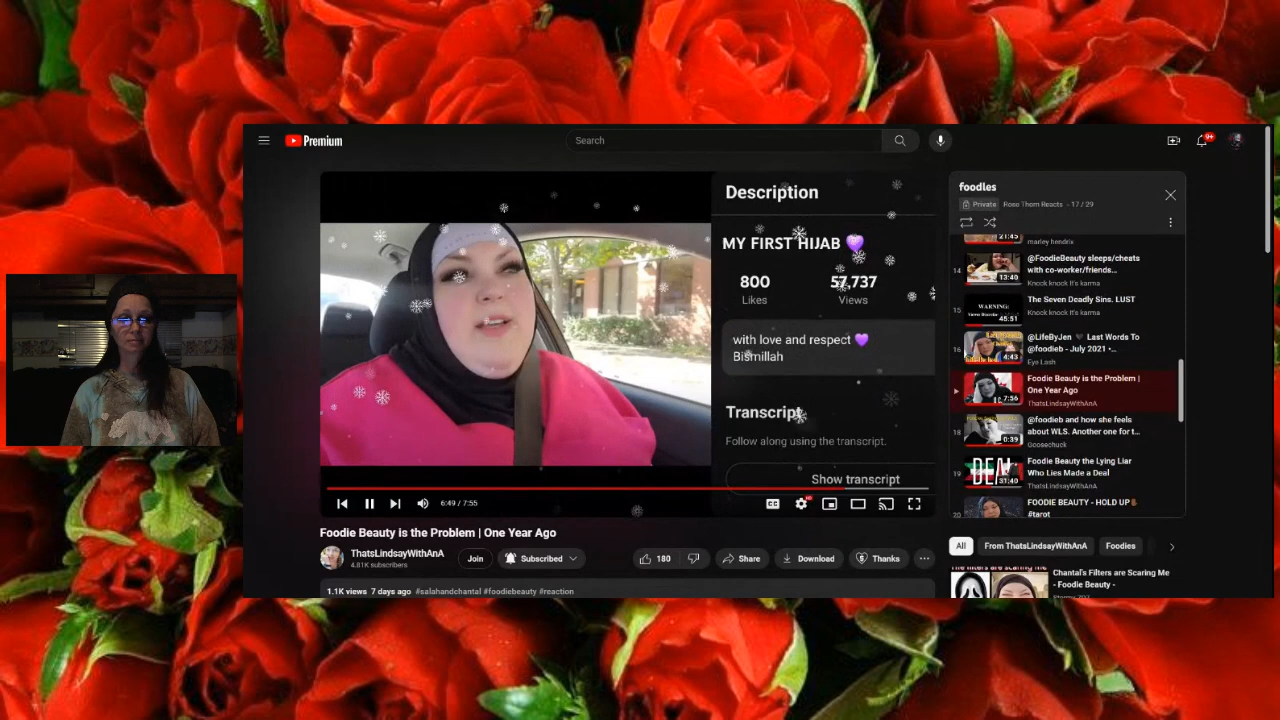 Premium
Search
9+
Description
MY FIRST HIJAB 💜
800
57,737
Likes
Views
with love and respect 💜
Bismillah
Transcript
Follow along using the transcript.
Show transcript
6:49 / 7:55
CC
Foodie Beauty is the Problem | One Year Ago
ThatsLindsayWithAnA
4.81K subscribers
Join
Subscribed
180
Share
Download
Thanks
1.1K views 7 days ago #salahandchantal #foodiebeauty #reaction
foodles
Private
Rose Thorn Reacts - 17 / 29
21:45
marley hendrix
14
13:40
@FoodieBeauty sleeps/cheats
with co-worker/friends...
Knock knock It's karma
15
WARNING:
45:51
The Seven Deadly Sins. LUST
Knock knock It's karma
16
4:43
@LifeByJen 🖤 Last Words To
@foodieb - July 2021 •...
Eye Lash
7:56
Foodie Beauty is the Problem |
One Year Ago
ThatsLindsayWithAnA
18
0:39
@foodieb and how she feels
about WLS. Another one for t...
Goosechuck
19
DEAL
31:40
Foodie Beauty the Lying Liar
Who Lies Made a Deal
ThatsLindsayWithAnA
20
FOODIE BEAUTY - HOLD UP✋
#tarot
All
From ThatsLindsayWithAnA
Foodies
Chantal's Filters are Scaring Me
- Foodie Beauty -